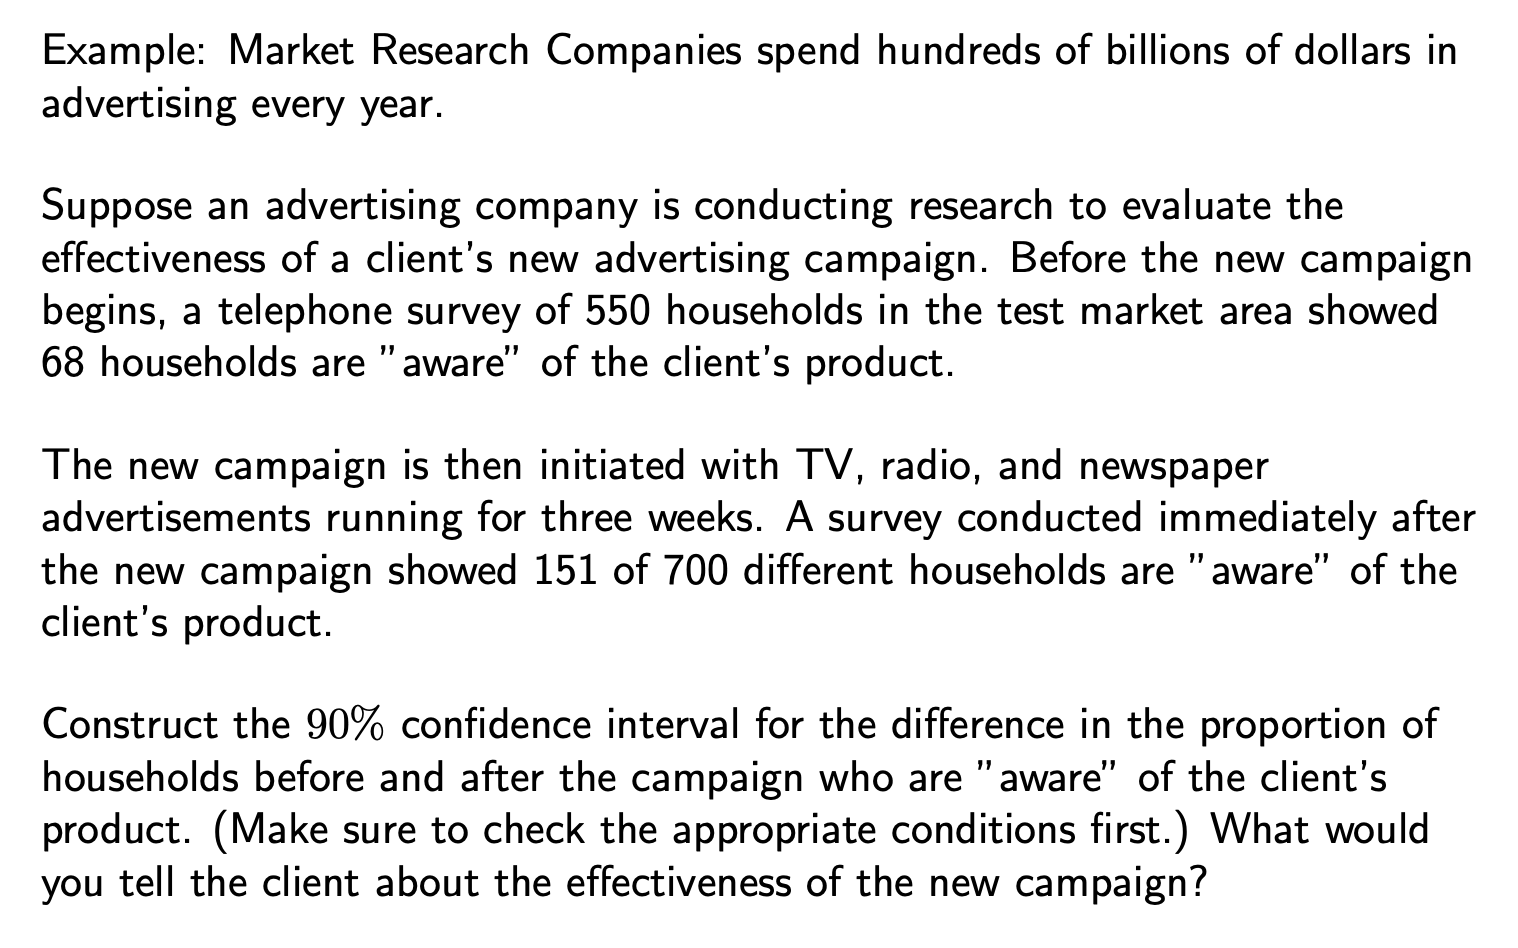 Example: Market Research Companies spend hundreds of billions of dollars in
advertising every year.
Suppose an advertising company is conducting research to evaluate the
effectiveness of a client's new advertising campaign. Before the new campaign
begins, a telephone survey of 550 households in the test market area showed
68 households are "aware" of the client's product.
The new campaign is then initiated with TV, radio, and newspaper
advertisements running for three weeks. A survey conducted immediately after
the new campaign showed 151 of 700 different households are "aware" of the
client's product.
Construct the 90% confidence interval for the difference in the proportion of
households before and after the campaign who are "aware" of the client's
product. (Make sure to check the appropriate conditions first.) What would
you tell the client about the effectiveness of the new campaign?